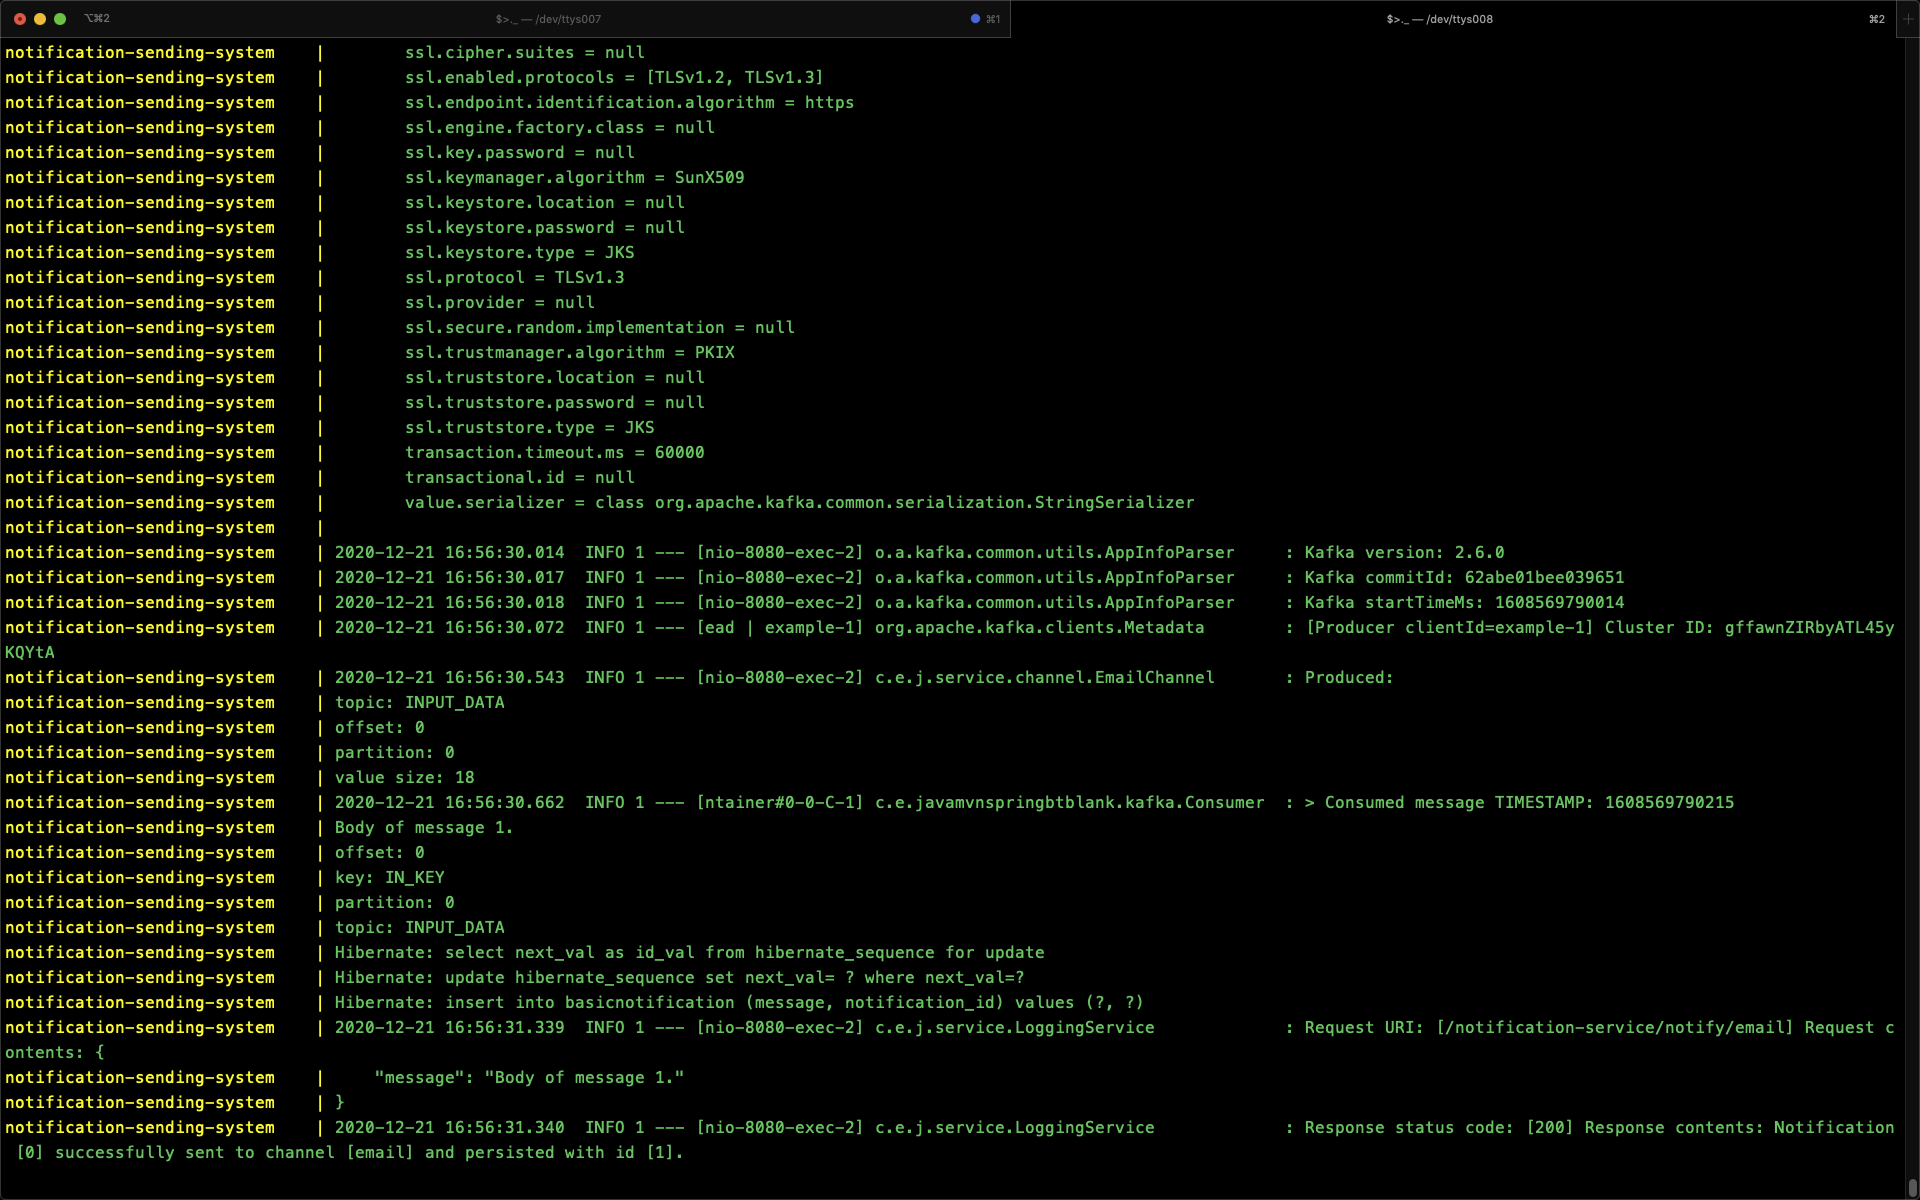 ⌥⌘2 $>._ — /dev/ttys007 ⌘1 $>._ — /dev/ttys008 ⌘2 +
notification-sending-system | ssl.cipher.suites = null
notification-sending-system | ssl.enabled.protocols = [TLSv1.2, TLSv1.3]
notification-sending-system | ssl.endpoint.identification.algorithm = https
notification-sending-system | ssl.engine.factory.class = null
notification-sending-system | ssl.key.password = null
notification-sending-system | ssl.keymanager.algorithm = SunX509
notification-sending-system | ssl.keystore.location = null
notification-sending-system | ssl.keystore.password = null
notification-sending-system | ssl.keystore.type = JKS
notification-sending-system | ssl.protocol = TLSv1.3
notification-sending-system | ssl.provider = null
notification-sending-system | ssl.secure.random.implementation = null
notification-sending-system | ssl.trustmanager.algorithm = PKIX
notification-sending-system | ssl.truststore.location = null
notification-sending-system | ssl.truststore.password = null
notification-sending-system | ssl.truststore.type = JKS
notification-sending-system | transaction.timeout.ms = 60000
notification-sending-system | transactional.id = null
notification-sending-system | value.serializer = class org.apache.kafka.common.serialization.StringSerializer
notification-sending-system |
notification-sending-system | 2020-12-21 16:56:30.014  INFO 1 --- [nio-8080-exec-2] o.a.kafka.common.utils.AppInfoParser     : Kafka version: 2.6.0
notification-sending-system | 2020-12-21 16:56:30.017  INFO 1 --- [nio-8080-exec-2] o.a.kafka.common.utils.AppInfoParser     : Kafka commitId: 62abe01bee039651
notification-sending-system | 2020-12-21 16:56:30.018  INFO 1 --- [nio-8080-exec-2] o.a.kafka.common.utils.AppInfoParser     : Kafka startTimeMs: 1608569790014
notification-sending-system | 2020-12-21 16:56:30.072  INFO 1 --- [ead | example-1] org.apache.kafka.clients.Metadata        : [Producer clientId=example-1] Cluster ID: gffawnZIRbyATL45y
KQYtA
notification-sending-system | 2020-12-21 16:56:30.543  INFO 1 --- [nio-8080-exec-2] c.e.j.service.channel.EmailChannel       : Produced:
notification-sending-system | topic: INPUT_DATA
notification-sending-system | offset: 0
notification-sending-system | partition: 0
notification-sending-system | value size: 18
notification-sending-system | 2020-12-21 16:56:30.662  INFO 1 --- [ntainer#0-0-C-1] c.e.javamvnspringbtblank.kafka.Consumer  : > Consumed message TIMESTAMP: 1608569790215
notification-sending-system | Body of message 1.
notification-sending-system | offset: 0
notification-sending-system | key: IN_KEY
notification-sending-system | partition: 0
notification-sending-system | topic: INPUT_DATA
notification-sending-system | Hibernate: select next_val as id_val from hibernate_sequence for update
notification-sending-system | Hibernate: update hibernate_sequence set next_val= ? where next_val=?
notification-sending-system | Hibernate: insert into basicnotification (message, notification_id) values (?, ?)
notification-sending-system | 2020-12-21 16:56:31.339  INFO 1 --- [nio-8080-exec-2] c.e.j.service.LoggingService             : Request URI: [/notification-service/notify/email] Request c
ontents: {
notification-sending-system |     "message": "Body of message 1."
notification-sending-system | }
notification-sending-system | 2020-12-21 16:56:31.340  INFO 1 --- [nio-8080-exec-2] c.e.j.service.LoggingService             : Response status code: [200] Response contents: Notification
 [0] successfully sent to channel [email] and persisted with id [1].